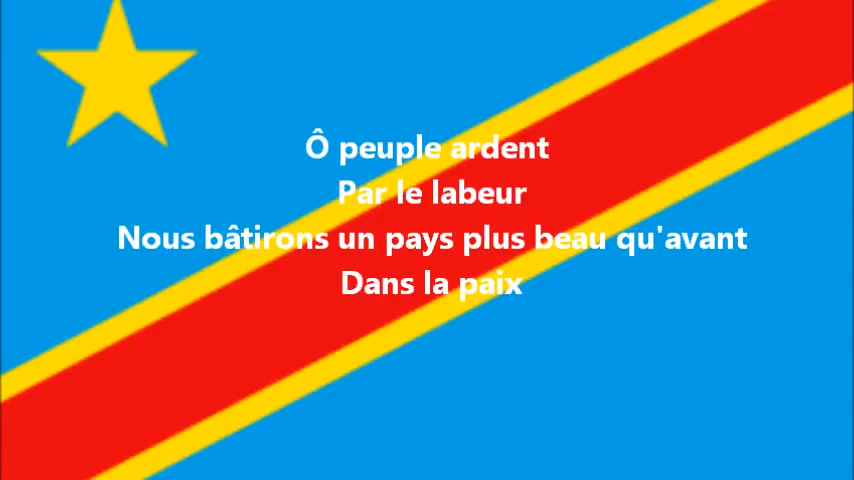 Ô peuple ardent
Par le labeur
Nous bâtirons un pays plus beau qu'avant
Dans la paix